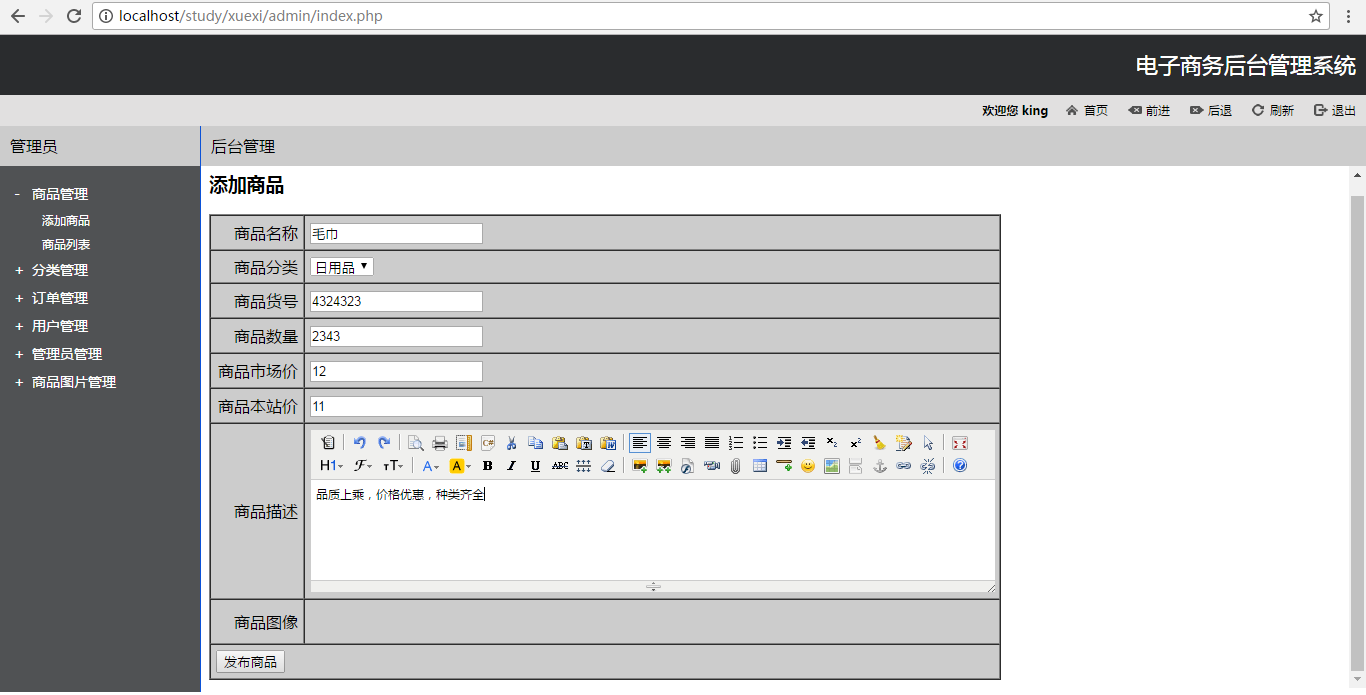 localhost/study/xuexi/admin/index.php
电子商务后台管理系统
欢迎您 king 首页 前进 后退 刷新 退出
管理员
后台管理
- 商品管理
添加商品
商品列表
+ 分类管理
+ 订单管理
+ 用户管理
+ 管理员管理
+ 商品图片管理
添加商品
商品名称 毛巾
商品分类 日用品
商品货号 4324323
商品数量 2343
商品市场价 12
商品本站价 11
商品描述
H1 F TT A A B I U ABC
品质上乘，价格优惠，种类齐全
商品图像
发布商品